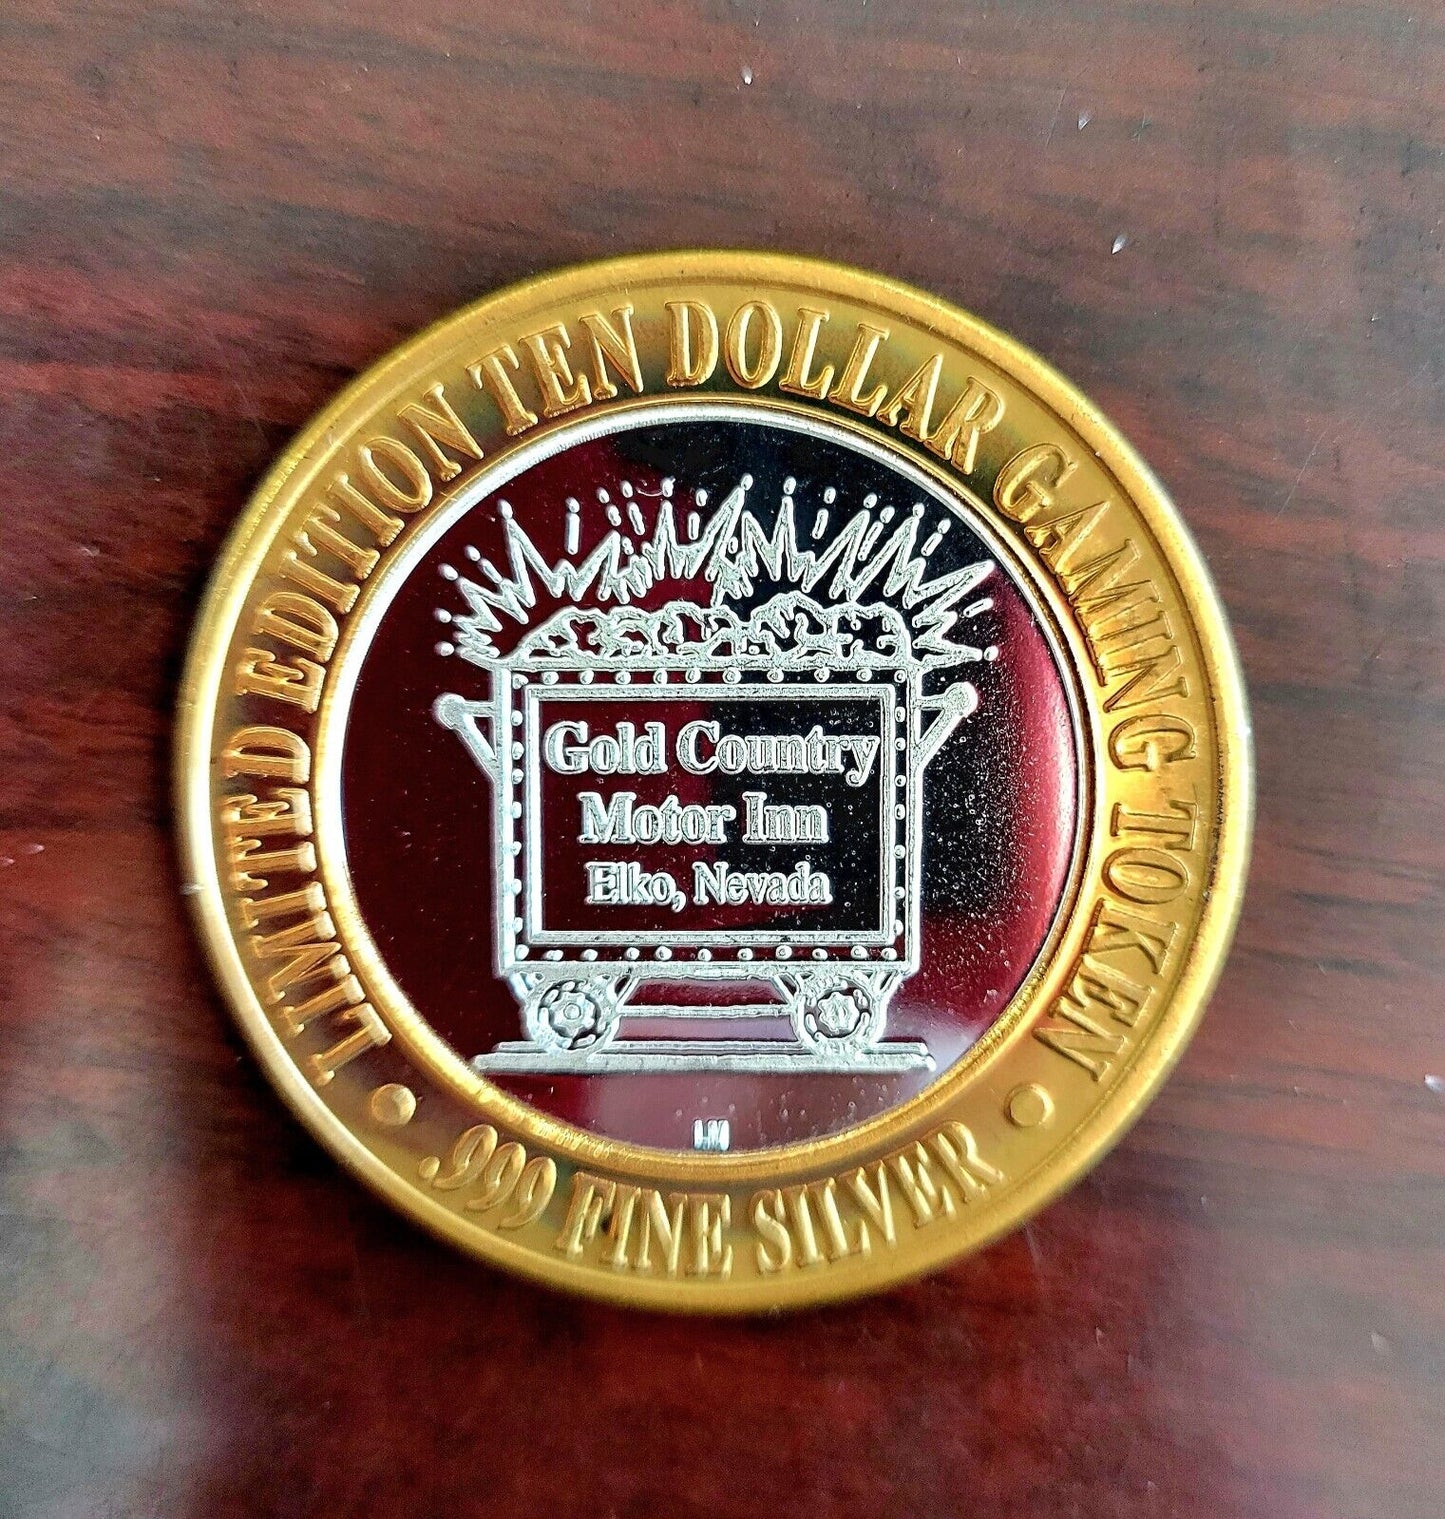 LIMITED EDITION TEN DOLLAR GAMING TOKEN
Gold Country
Motor Inn
Elko, Nevada
• .999 FINE SILVER •